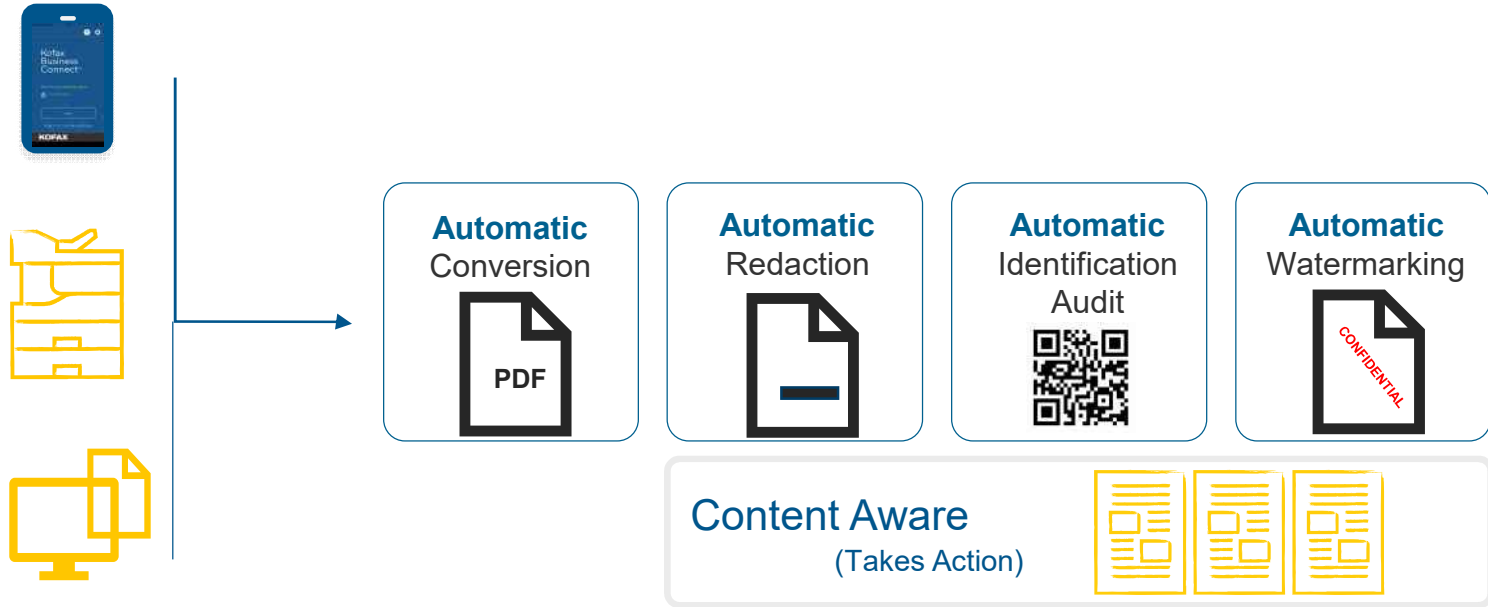 Kofax
Business
Connect
KOFAX
Automatic
Conversion
PDF
Automatic
Redaction
Automatic
Identification
Audit
Automatic
Watermarking
CONFIDENTIAL
Content Aware
(Takes Action)